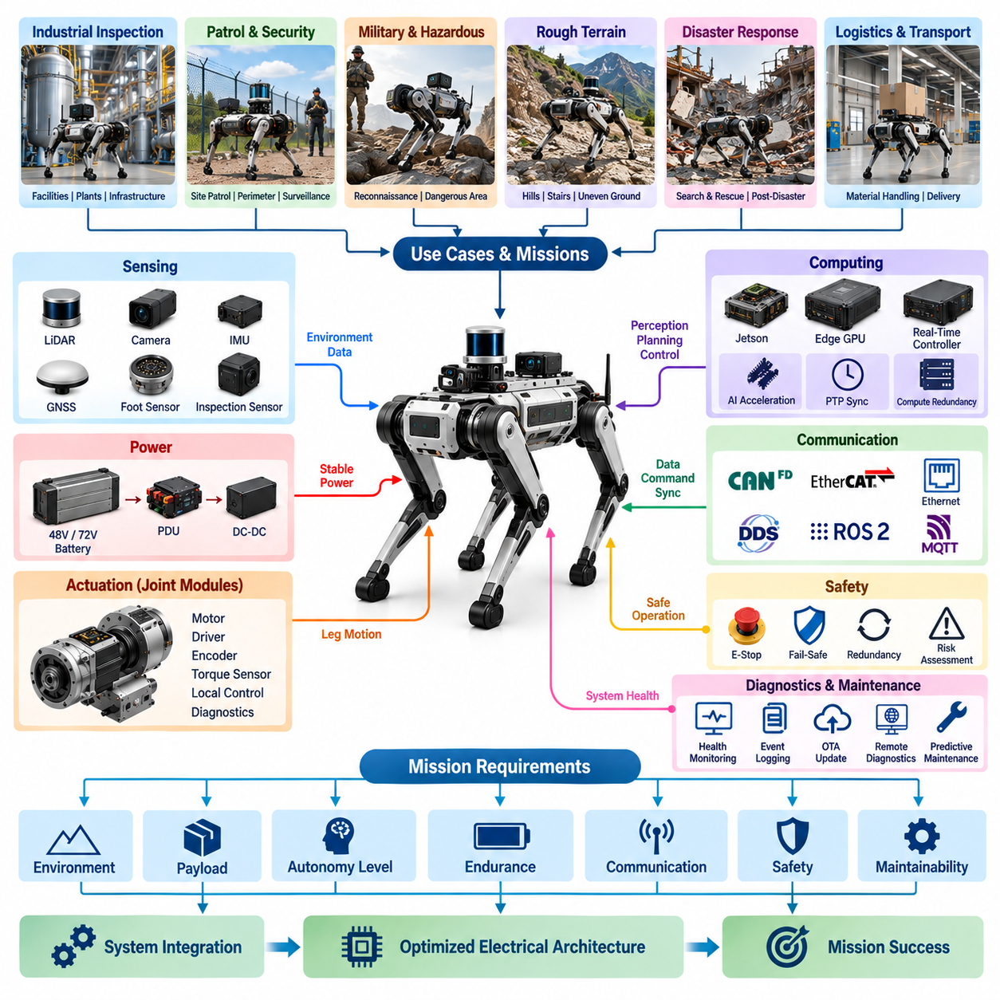 Industrial Inspection
Facilities | Plants | Infrastructure
Patrol & Security
Site Patrol | Perimeter | Surveillance
Military & Hazardous
Reconnaissance | Dangerous Area
Rough Terrain
Hills | Stairs | Uneven Ground
Disaster Response
Search & Rescue | Post-Disaster
Logistics & Transport
Material Handling | Delivery
Use Cases & Missions
Sensing
LiDAR
Camera
IMU
GNSS
Foot Sensor
Inspection Sensor
Environment
Data
Power
48V / 72V
Battery
PDU
DC-DC
Stable
Power
Actuation (Joint Modules)
Motor
Driver
Encoder
Torque Sensor
Local Control
Diagnostics
Leg Motion
Computing
Jetson
Edge GPU
Real-Time
Controller
AI Acceleration
PTP Sync
Compute Redundancy
Perception
Planning
Control
Communication
CAN FD
EtherCAT
Ethernet
DDS
ROS 2
MQTT
Data
Command
Sync
Safety
E-Stop
Fail-Safe
Redundancy
Risk
Assessment
Safe
Operation
Diagnostics & Maintenance
Health
Monitoring
Event
Logging
OTA
Update
Remote
Diagnostics
Predictive
Maintenance
System Health
Mission Requirements
Environment
Payload
Autonomy Level
Endurance
Communication
Safety
Maintainability
System Integration
Optimized Electrical Architecture
Mission Success